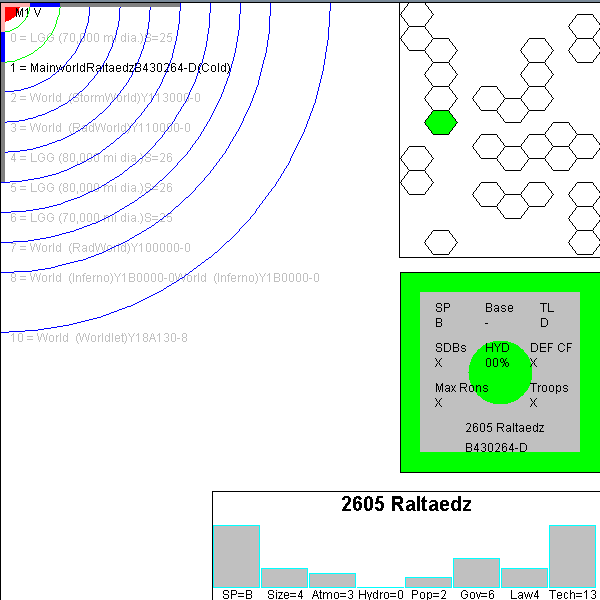 M1 V
0 = LGG (70,000 mi dia.)S=25
1 = MainworldRaltaedzB430264-D(Cold)
2 = World (StormWorld)Y113000-0
3 = World (RadWorld)Y110000-0
4 = LGG (80,000 mi dia.)S=26
5 = LGG (80,000 mi dia.)S=26
6 = LGG (70,000 mi dia.)S=25
7 = World (RadWorld)Y100000-0
8 = World (Inferno)Y1B0000-0World (Inferno)Y1B0000-0
10 = World (Worldlet)Y18A130-8
SP Base TL
B - D
SDBs HYD DEF CF
X 00% X
Max Rons Troops
X X
2605 Raltaedz
B430264-D
2605 Raltaedz
SP=B Size=4 Atmo=3 Hydro=0 Pop=2 Gov=6 Law4 Tech=13